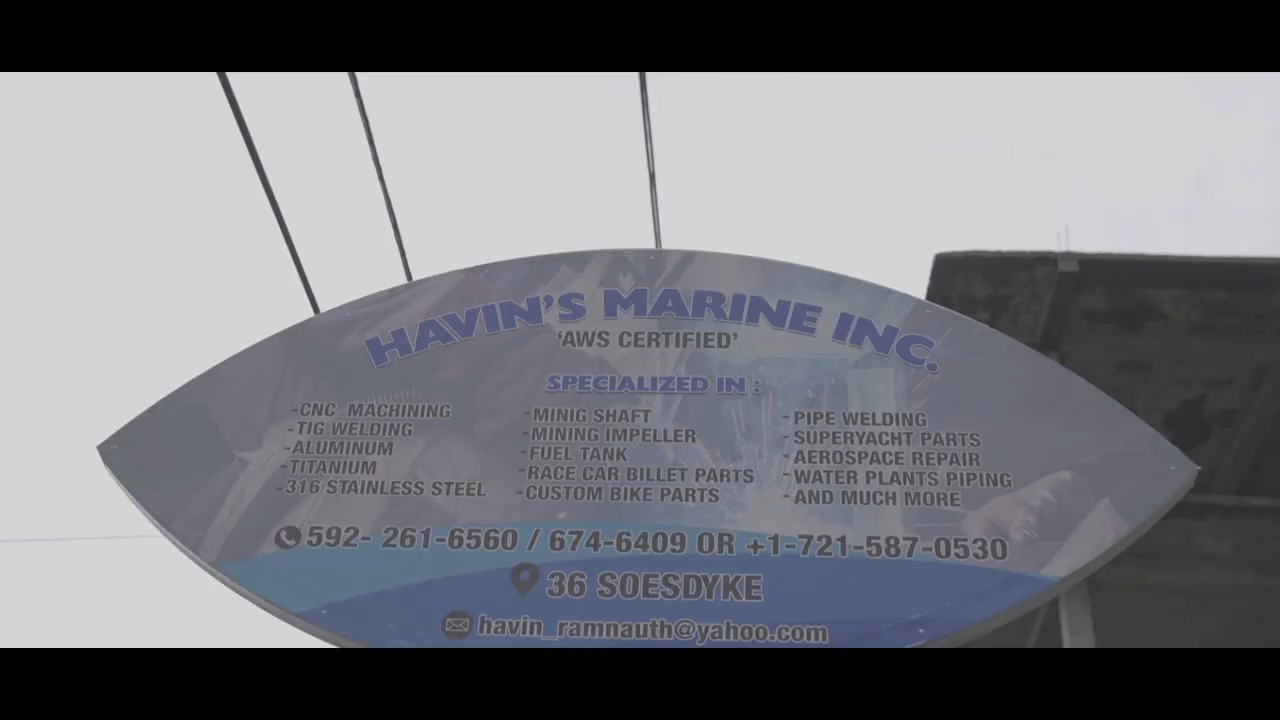 HAVIN'S MARINE INC.
'AWS CERTIFIED'
SPECIALIZED IN :
-CNC MACHINING
-TIG WELDING
-ALUMINUM
-TITANIUM
-316 STAINLESS STEEL
-MINIG SHAFT
-MINING IMPELLER
-FUEL TANK
-RACE CAR BILLET PARTS
-CUSTOM BIKE PARTS
-PIPE WELDING
-SUPERYACHT PARTS
-AEROSPACE REPAIR
-WATER PLANTS PIPING
-AND MUCH MORE
592- 261-6560 / 674-6409 OR +1-721-587-0530
36 SOESDYKE
havin_ramnauth@yahoo.com